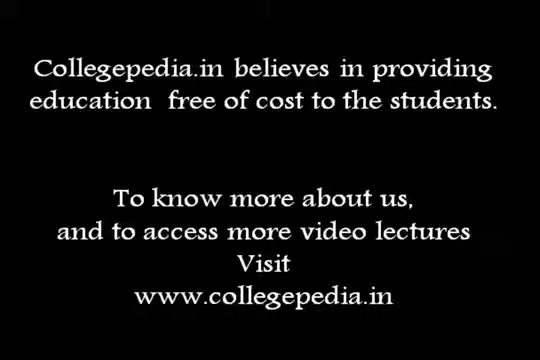 Collegepedia.in believes in providing
education free of cost to the students.
To know more about us,
and to access more video lectures
Visit
www.collegepedia.in